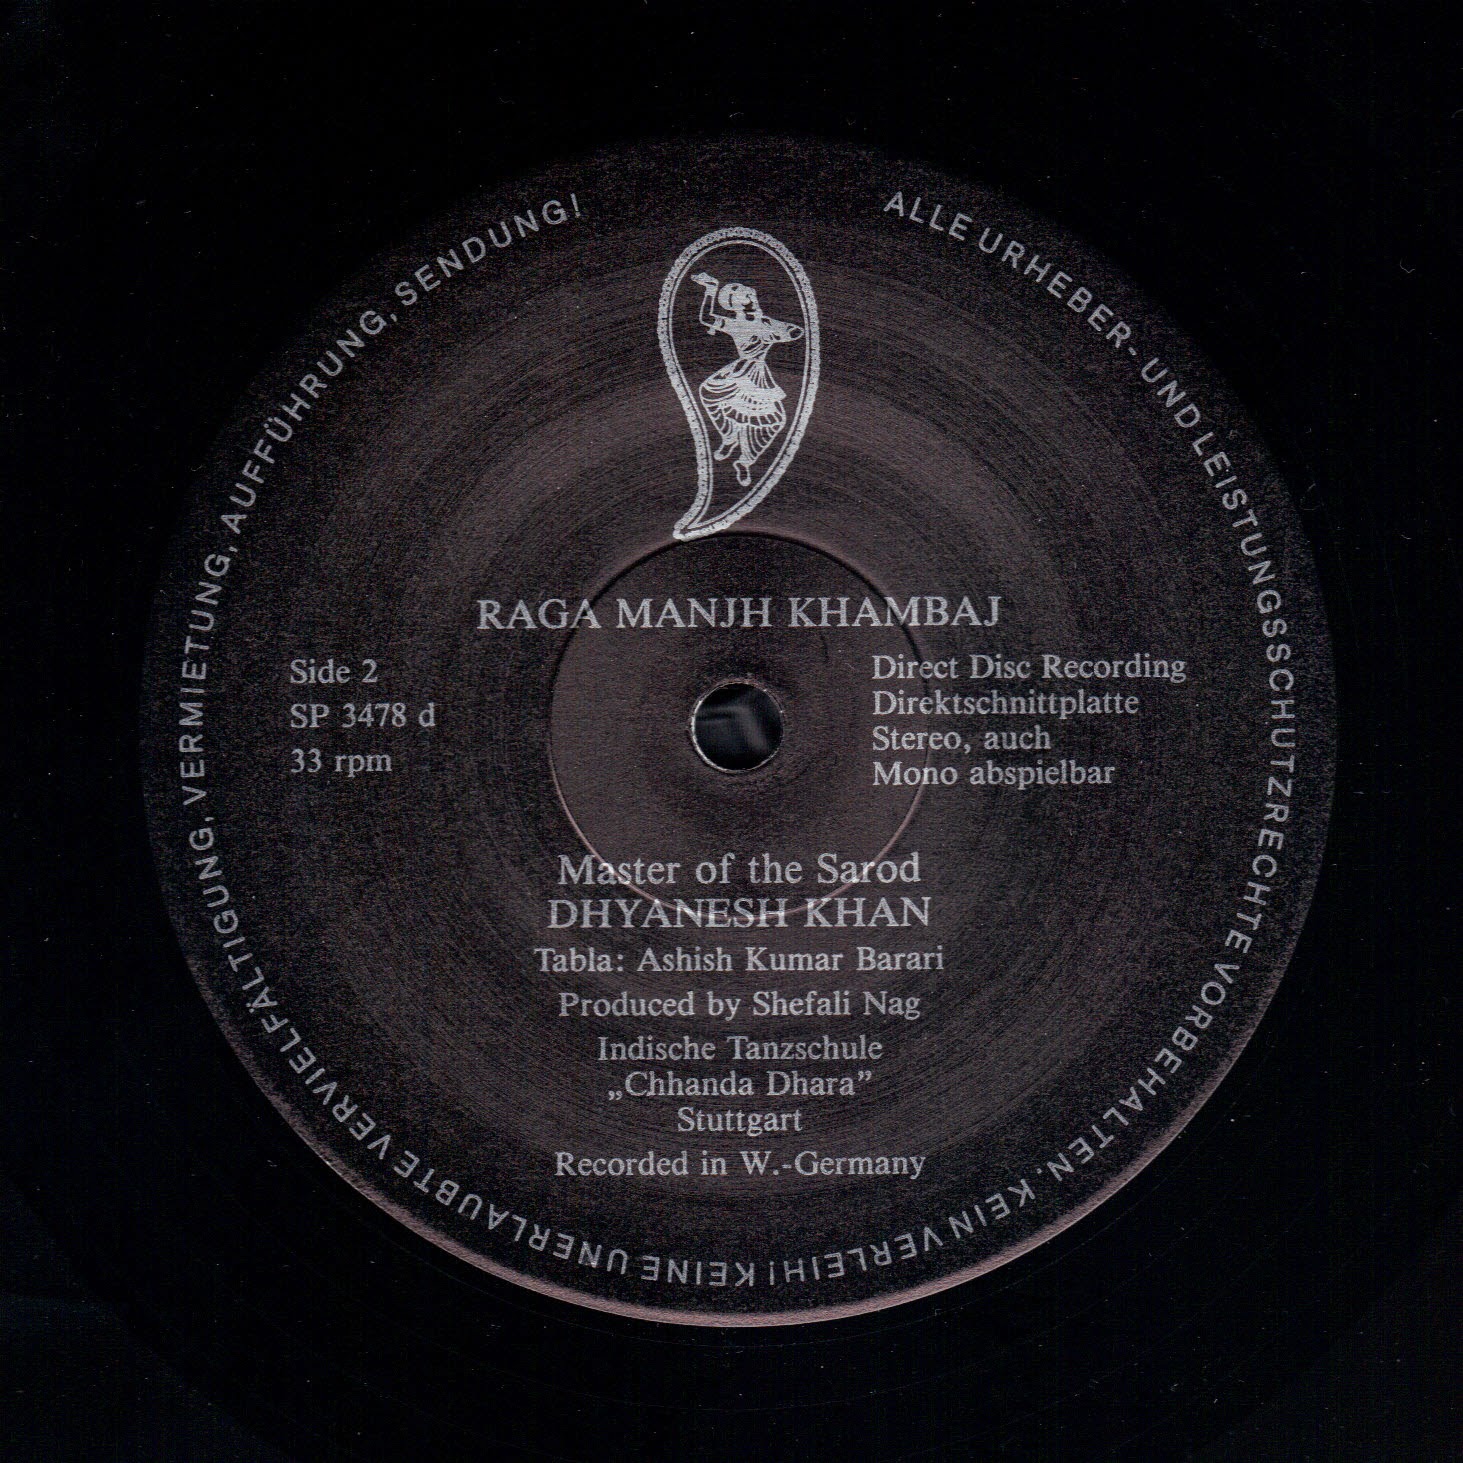 ALLE URHEBER- UND LEISTUNGSSCHUTZRECHTE VORBEHALTEN. KEIN VERLEIH! KEINE UNERLAUBTE VERVIELFÄLTIGUNG, VERMIETUNG, AUFFÜHRUNG, SENDUNG!
RAGA MANJH KHAMBAJ
Side 2
SP 3478 d
33 rpm
Direct Disc Recording
Direktschnittplatte
Stereo, auch
Mono abspielbar
Master of the Sarod
DHYANESH KHAN
Tabla: Ashish Kumar Barari
Produced by Shefali Nag
Indische Tanzschule
„Chhanda Dhara”
Stuttgart
Recorded in W.-Germany